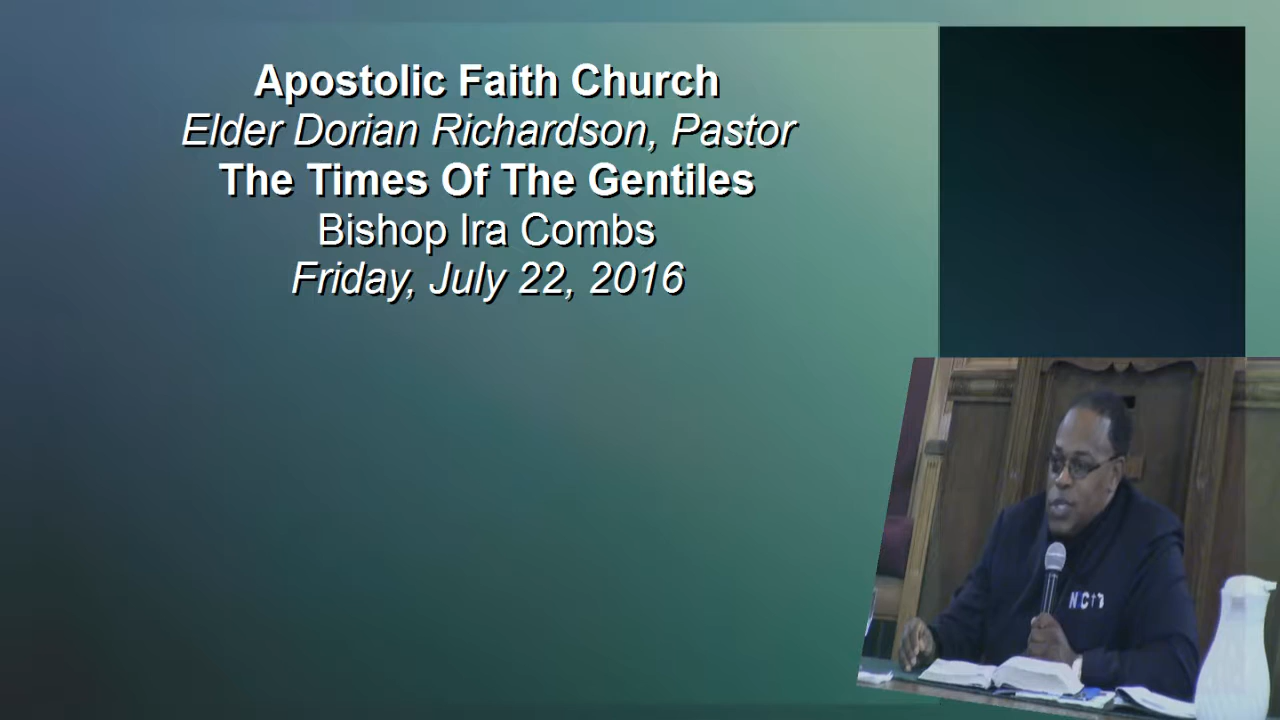 Apostolic Faith Church
Elder Dorian Richardson, Pastor
The Times Of The Gentiles
Bishop Ira Combs
Friday, July 22, 2016